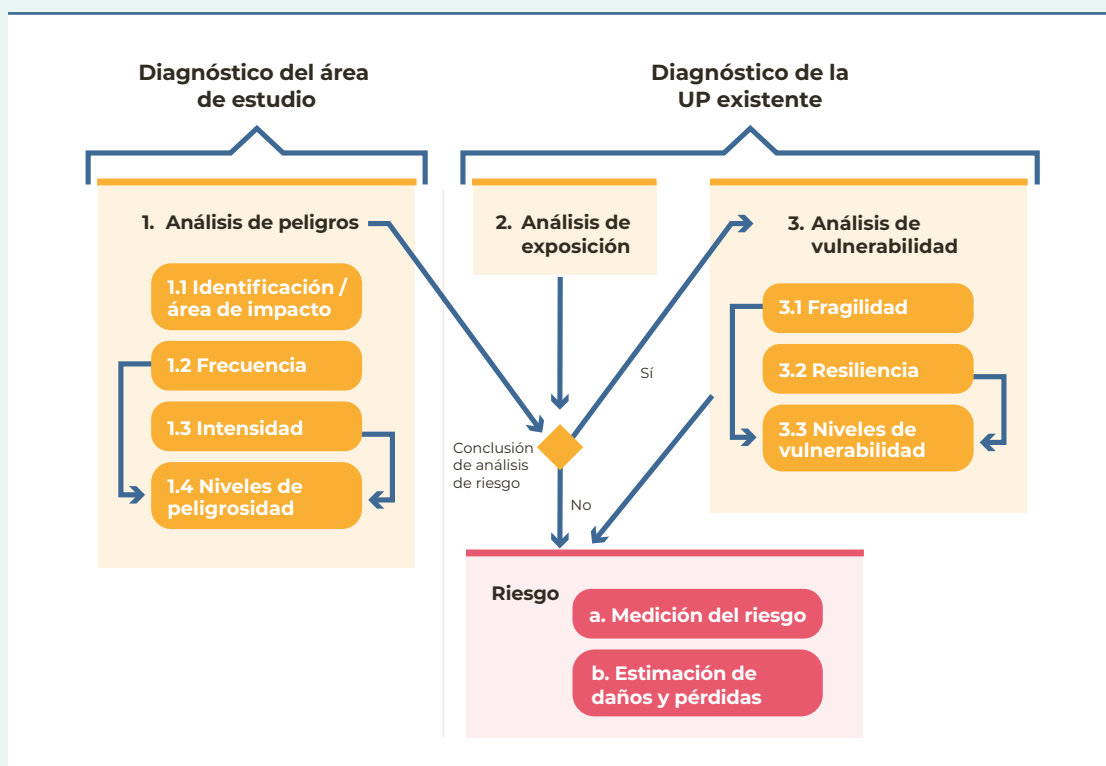 Diagnóstico del área
de estudio
Diagnóstico de la
UP existente
1. Análisis de peligros
1.1 Identificación /
área de impacto
1.2 Frecuencia
1.3 Intensidad
1.4 Niveles de
peligrosidad
2. Análisis de
exposición
3. Análisis de
vulnerabilidad
3.1 Fragilidad
3.2 Resiliencia
3.3 Niveles de
vulnerabilidad
Sí
Conclusión
de análisis
de riesgo
No
Riesgo
a. Medición del riesgo
b. Estimación de
daños y pérdidas